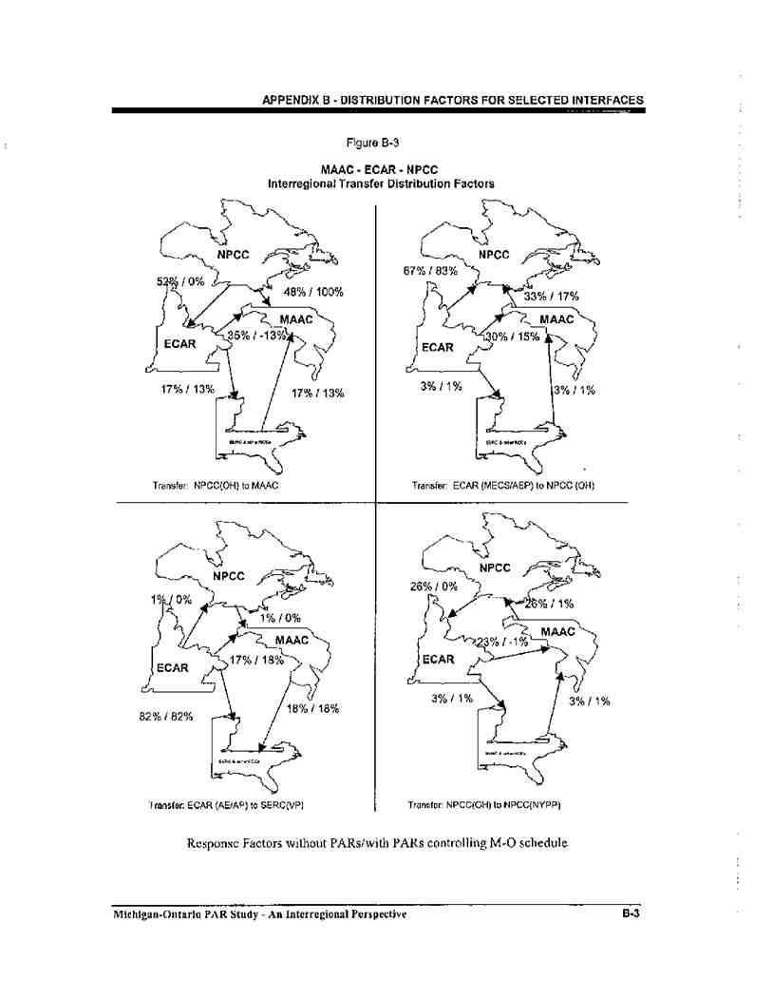 APPENDIX B - DISTRIBUTION FACTORS FOR SELECTED INTERFACES
Figure B-3
MAAC - ECAR - NPCC
Interregional Transfer Distribution Factors
NPCC
52% / 0%
48% / 100%
MAAC
35% / -13%
ECAR
17% / 13%
17% / 13%
Transfer: NPCC(OH) to MAAC
NPCC
67% / 83%
33% / 17%
MAAC
30% / 15%
ECAR
3% / 1%
3% / 1%
Transfer: ECAR (MECS/AEP) to NPCC (OH)
NPCC
1% / 0%
1% / 0%
MAAC
17% / 18%
ECAR
18% / 18%
82% / 82%
Transfer: ECAR (AE/AP) to SERC(VP)
NPCC
26% / 0%
26% / 1%
MAAC
23% / -1%
ECAR
3% / 1%
3% / 1%
Transfer: NPCC(OH) to NPCC(NYPP)
Response Factors without PARs/with PARs controlling M-O schedule
Michigan-Ontario PAR Study - An Interregional Perspective
B-3